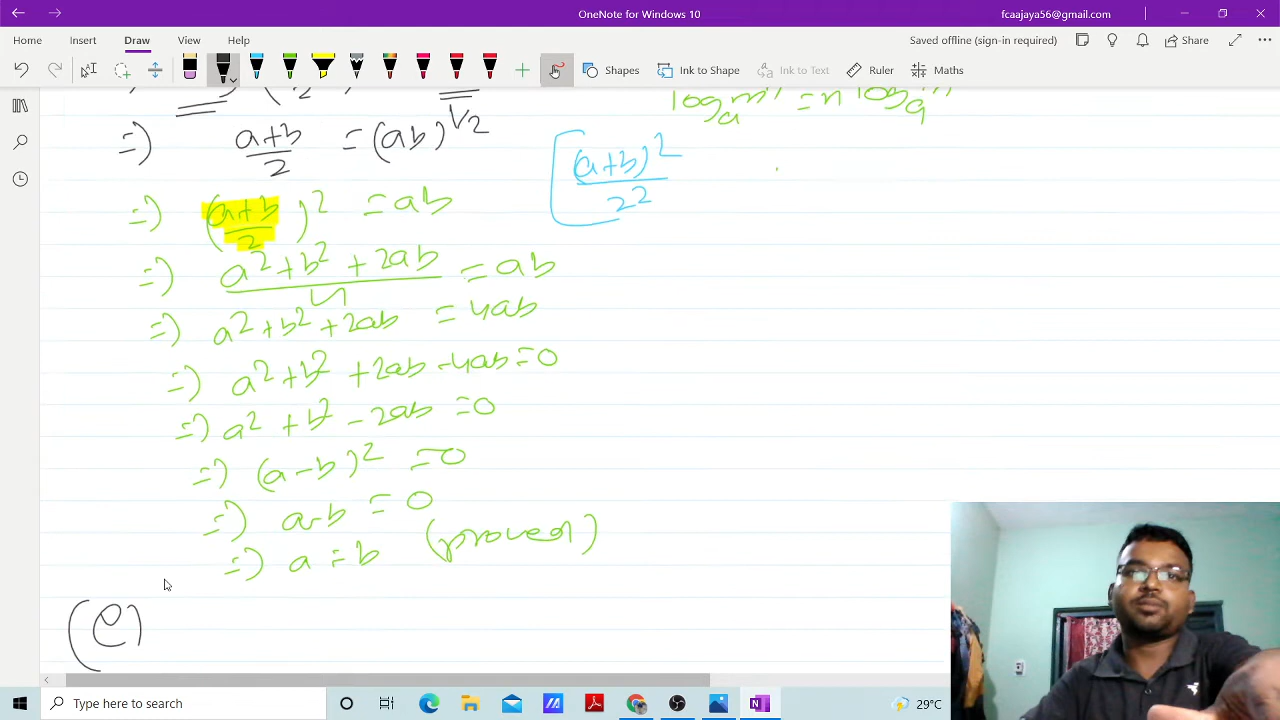 OneNote for Windows 10
fcaajaya56@gmail.com
Home Insert Draw View Help
Saved offline (sign-in required)
Share
Shapes
Ink to Shape
Ink to Text
Ruler
Maths
=n log
=) a+b/2 =(ab)^1/2
[(a+b)^2/2^2
=) (a+b/2)^2 =ab
=) a^2+b^2+2ab/4 =ab
=) a^2+b^2+2ab =4ab
=) a^2+b^2+2ab-4ab=0
=) a^2+b^2-2ab=0
=) (a-b)^2=0
=) a-b=0
=) a=b (proved)
(e)
Type here to search
29°C